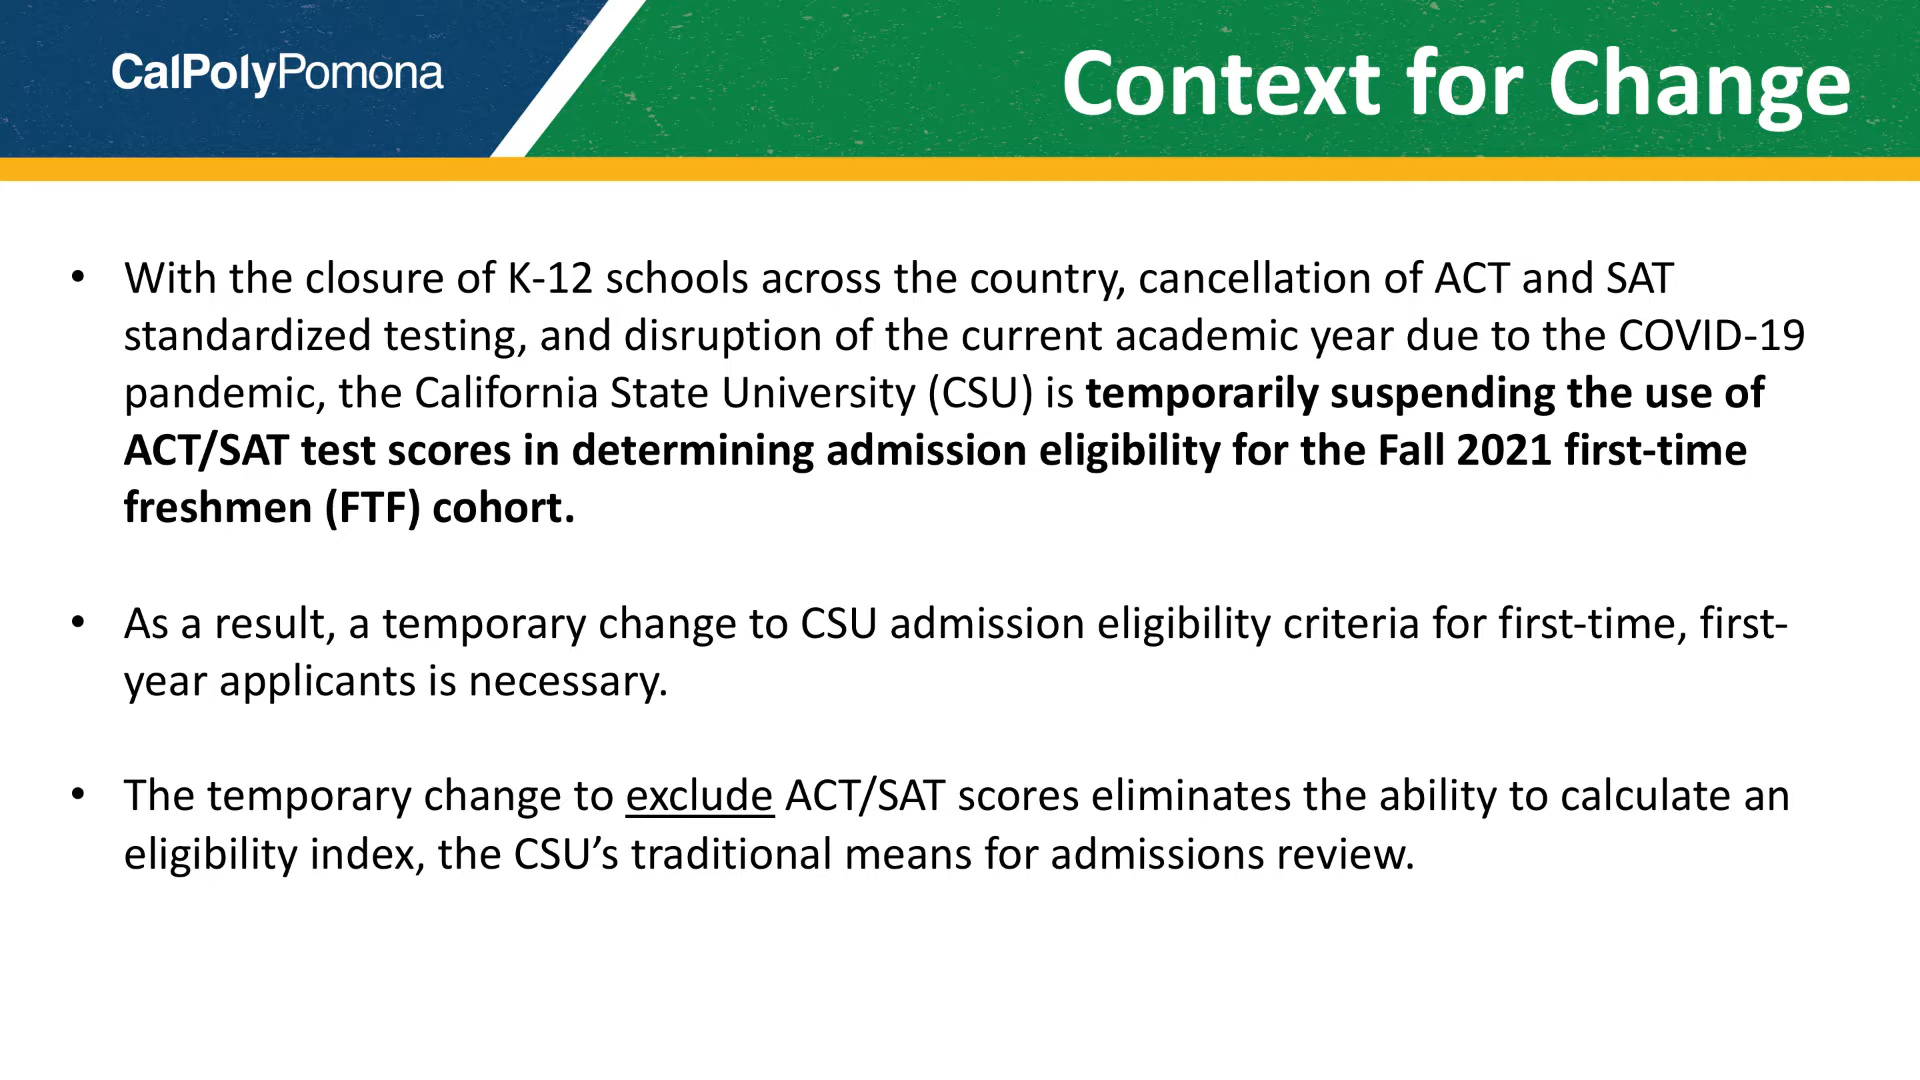 CalPolyPomona
Context for Change
• With the closure of K-12 schools across the country, cancellation of ACT and SAT
standardized testing, and disruption of the current academic year due to the COVID-19
pandemic, the California State University (CSU) is temporarily suspending the use of
ACT/SAT test scores in determining admission eligibility for the Fall 2021 first-time
freshmen (FTF) cohort.
• As a result, a temporary change to CSU admission eligibility criteria for first-time, first-
year applicants is necessary.
• The temporary change to exclude ACT/SAT scores eliminates the ability to calculate an
eligibility index, the CSU’s traditional means for admissions review.